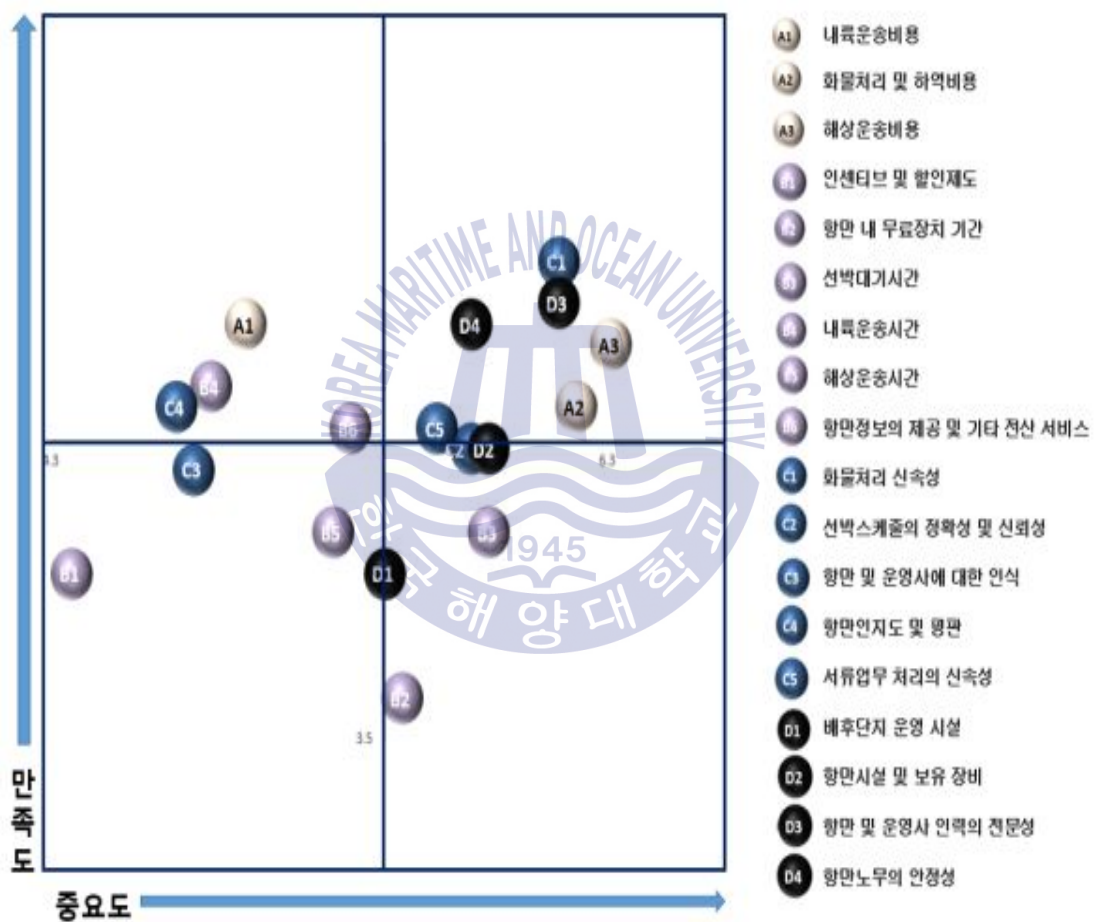 A1 내륙운송비용
A2 화물처리 및 하역비용
A3 해상운송비용
B1 인센티브 및 할인제도
B2 항만 내 무료장치 기간
B3 선박대기시간
B4 내륙운송시간
B5 해상운송시간
B6 항만정보의 제공 및 기타 전산 서비스
C1 화물처리 신속성
C2 선박스케줄의 정확성 및 신뢰성
C3 항만 및 운영사에 대한 인식
C4 항만인지도 및 평판
C5 서류업무 처리의 신속성
D1 배후단지 운영 시설
D2 항만시설 및 보유 장비
D3 항만 및 운영사 인력의 전문성
D4 항만노무의 안정성
KOREA MARITIME AND OCEAN UNIVERSITY
C1
D3
A1
D4
A3
B4
C4
A2
B6
C5
C2
D2
4.3
6.3
C3
B5
B3
1945
B1
D1
한국해양대학교
B2
3.5
만족도
중요도